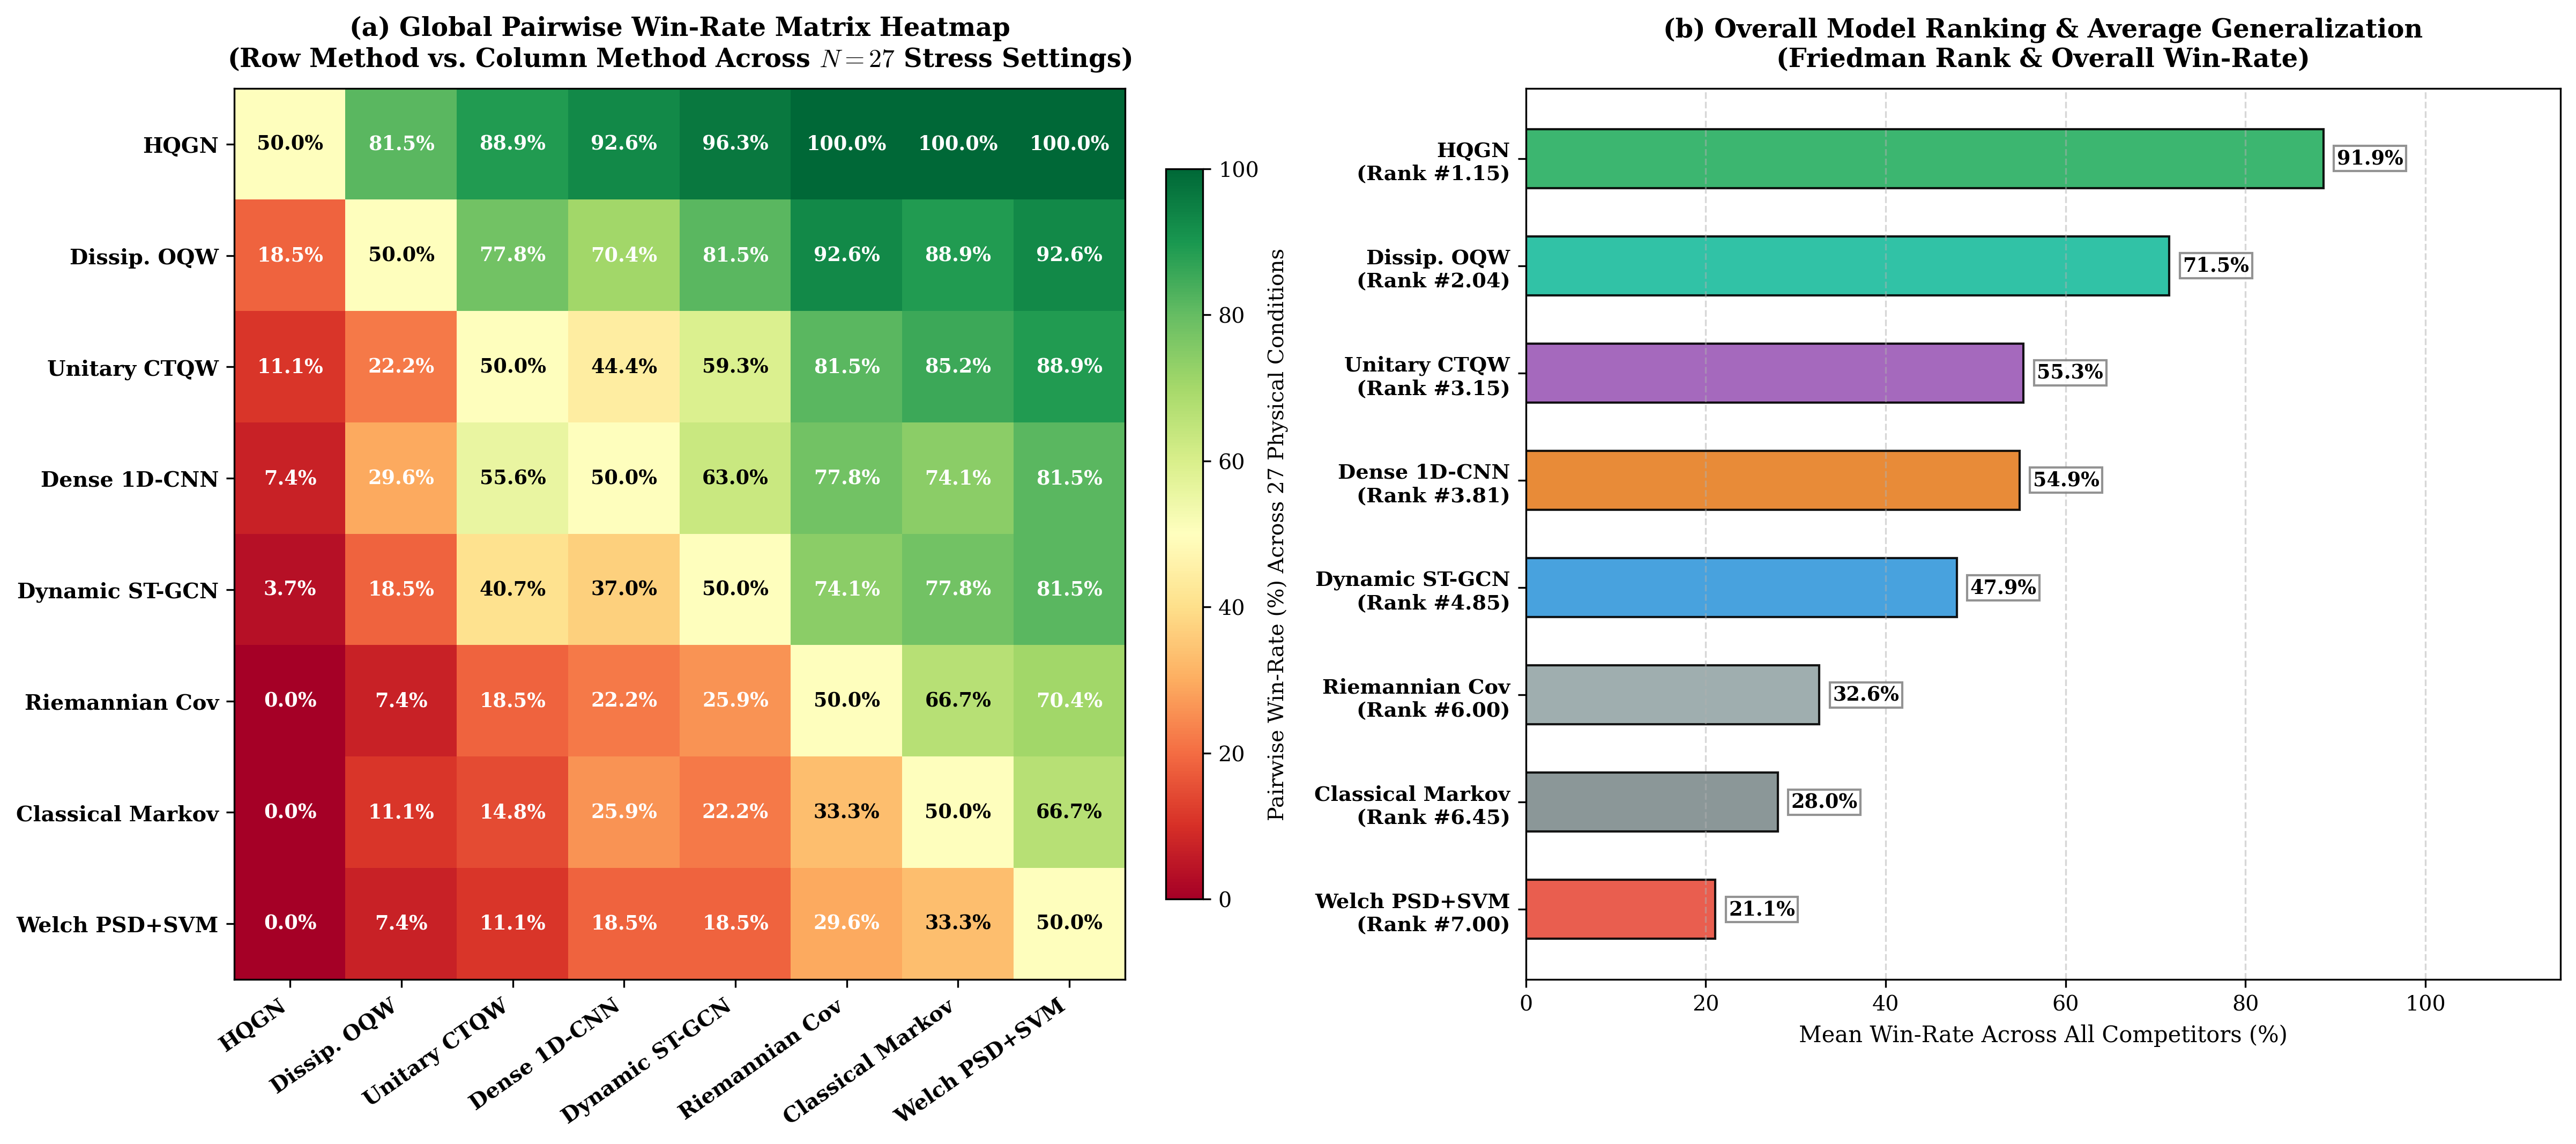 (a) Global Pairwise Win-Rate Matrix Heatmap
(Row Method vs. Column Method Across N = 27 Stress Settings)
HQGN 50.0% 81.5% 88.9% 92.6% 96.3% 100.0% 100.0% 100.0%
Dissip. OQW 18.5% 50.0% 77.8% 70.4% 81.5% 92.6% 88.9% 92.6%
Unitary CTQW 11.1% 22.2% 50.0% 44.4% 59.3% 81.5% 85.2% 88.9%
Dense 1D-CNN 7.4% 29.6% 55.6% 50.0% 63.0% 77.8% 74.1% 81.5%
Dynamic ST-GCN 3.7% 18.5% 40.7% 37.0% 50.0% 74.1% 77.8% 81.5%
Riemannian Cov 0.0% 7.4% 18.5% 22.2% 25.9% 50.0% 66.7% 70.4%
Classical Markov 0.0% 11.1% 14.8% 25.9% 22.2% 33.3% 50.0% 66.7%
Welch PSD+SVM 0.0% 7.4% 11.1% 18.5% 18.5% 29.6% 33.3% 50.0%
HQGN
Dissip. OQW
Unitary CTQW
Dense 1D-CNN
Dynamic ST-GCN
Riemannian Cov
Classical Markov
Welch PSD+SVM
100
80
60
40
20
0
Pairwise Win-Rate (%) Across 27 Physical Conditions
(b) Overall Model Ranking & Average Generalization
(Friedman Rank & Overall Win-Rate)
HQGN
(Rank #1.15)
91.9%
Dissip. OQW
(Rank #2.04)
71.5%
Unitary CTQW
(Rank #3.15)
55.3%
Dense 1D-CNN
(Rank #3.81)
54.9%
Dynamic ST-GCN
(Rank #4.85)
47.9%
Riemannian Cov
(Rank #6.00)
32.6%
Classical Markov
(Rank #6.45)
28.0%
Welch PSD+SVM
(Rank #7.00)
21.1%
0 20 40 60 80 100
Mean Win-Rate Across All Competitors (%)